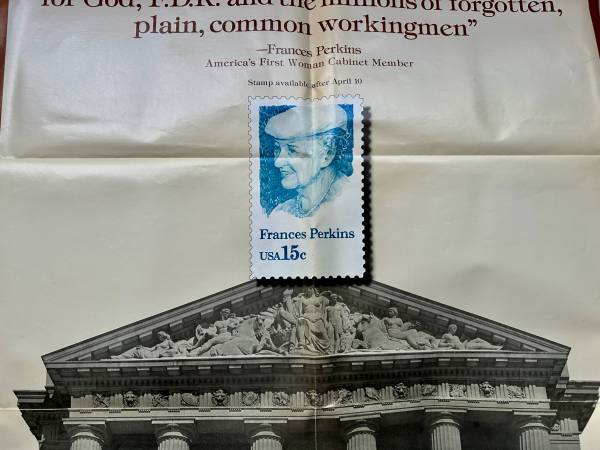 for God, F.D.R. and the millions of forgotten,
plain, common workingmen”
—Frances Perkins
America's First Woman Cabinet Member
Stamp available after April 10
Frances Perkins
USA15c